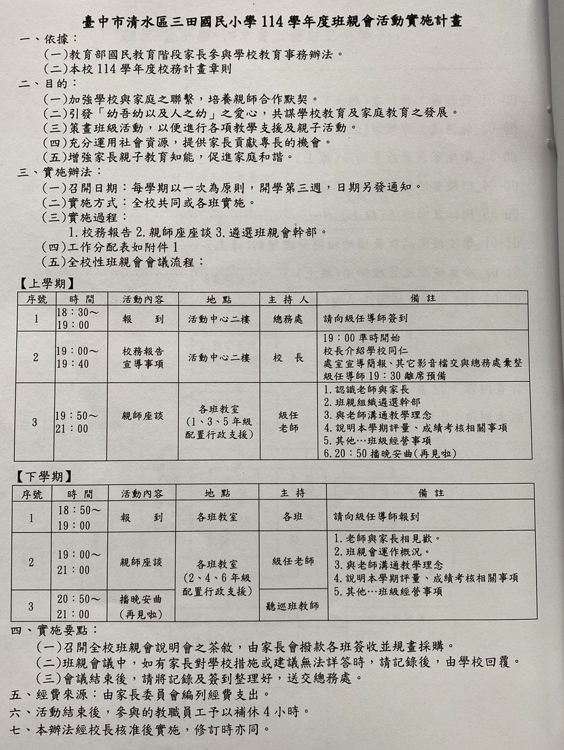 臺中市清水區三田國民小學114學年度班親會活動實施計畫
一、依據：
(一)教育部國民教育階段家長參與學校教育事務辦法。
(二)本校114學年度校務計畫章則
二、目的：
(一)加強學校與家庭之聯繫，培養親師合作默契。
(二)引發「幼吾幼以及人之幼」之愛心，共謀學校教育及家庭教育之發展。
(三)策畫班級活動，以便進行各項教學支援及親子活動。
(四)充分運用社會資源，提供家長貢獻專長的機會。
(五)增強家長親子教育知能，促進家庭和諧。
三、實施辦法：
(一)召開日期：每學期以一次為原則，開學第三週，日期另發通知。
(二)實施方式：全校共同或各班實施。
(三)實施過程：
1.校務報告 2.親師座座談 3.遴選班親會幹部。
(四)工作分配表如附件1
(五)全校性班親會會議流程：
【上學期】
序號 時間 活動內容 地點 主持人 備註
1 18：30～19：00 報到 活動中心二樓 總務處 請向級任導師簽到
2 19：00～19：40 校務報告 宣導事項 活動中心二樓 校長 19：00準時開始
校長介紹學校同仁
處室宣導簡報、其它影音檔交與總務處彙整
級任導師19：30離席預備
3 19：50～21：00 親師座談 各班教室(1、3、5年級配置行政支援) 級任老師 1.認識老師與家長
2.班親組織遴選幹部
3.與老師溝通教學理念
4.說明本學期評量、成績考核相關事項
5.其他…班級經營事項
6.20：50播晚安曲(再見啦)
【下學期】
序號 時間 活動內容 地點 主持 備註
1 18：50～19：00 報到 各班教室 各班 請向級任導師報到
2 19：00～21：00 親師座談 各班教室(2、4、6年級配置行政支援) 級任老師 1.老師與家長相見歡。
2.班親會運作概況。
3.與老師溝通教學理念
4.說明本學期評量、成績考核相關事項
5.其他…班級經營事項
3 20：50～21：00 播晚安曲(再見啦) 聽巡班教師
四、實施要點：
(一)召開全校班親會說明會之茶敘，由家長會撥款各班簽收並規畫採購。
(二)班親會議中，如有家長對學校措施或建議無法詳答時，請記錄後，由學校回覆。
(三)會議結束後，請將記錄及簽到整理好，送交總務處。
五、經費來源：由家長委員會編列經費支出。
六、活動結束後，參與的教職員工予以補休4小時。
七、本辦法經校長核准後實施，修訂時亦同。